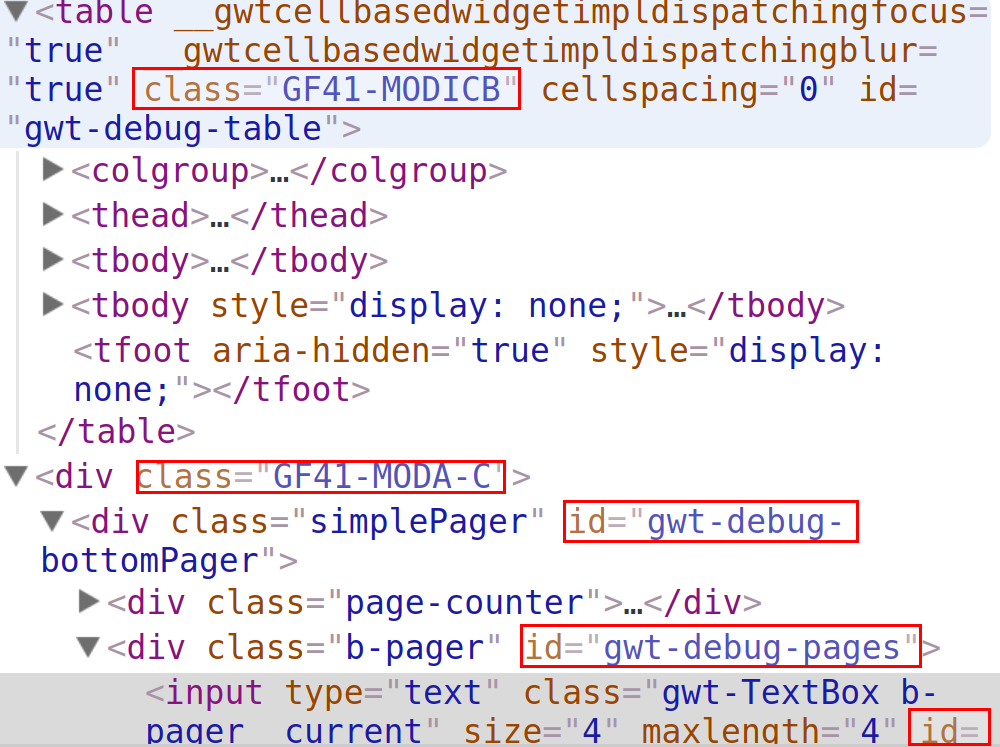 <table __gwtcellbasedwidgetimpldispatchingfocus=
"true" __gwtcellbasedwidgetimpldispatchingblur=
"true" class="GF41-MODICB" cellspacing="0" id=
"gwt-debug-table">
<colgroup>…</colgroup>
<thead>…</thead>
<tbody>…</tbody>
<tbody style="display: none;">…</tbody>
<tfoot aria-hidden="true" style="display:
none;"></tfoot>
</table>
<div class="GF41-MODA-C">
<div class="simplePager" id="gwt-debug-
bottomPager">
<div class="page-counter">…</div>
<div class="b-pager" id="gwt-debug-pages">
<input type="text" class="gwt-TextBox b-
pager__current" size="4" maxlength="4" id=